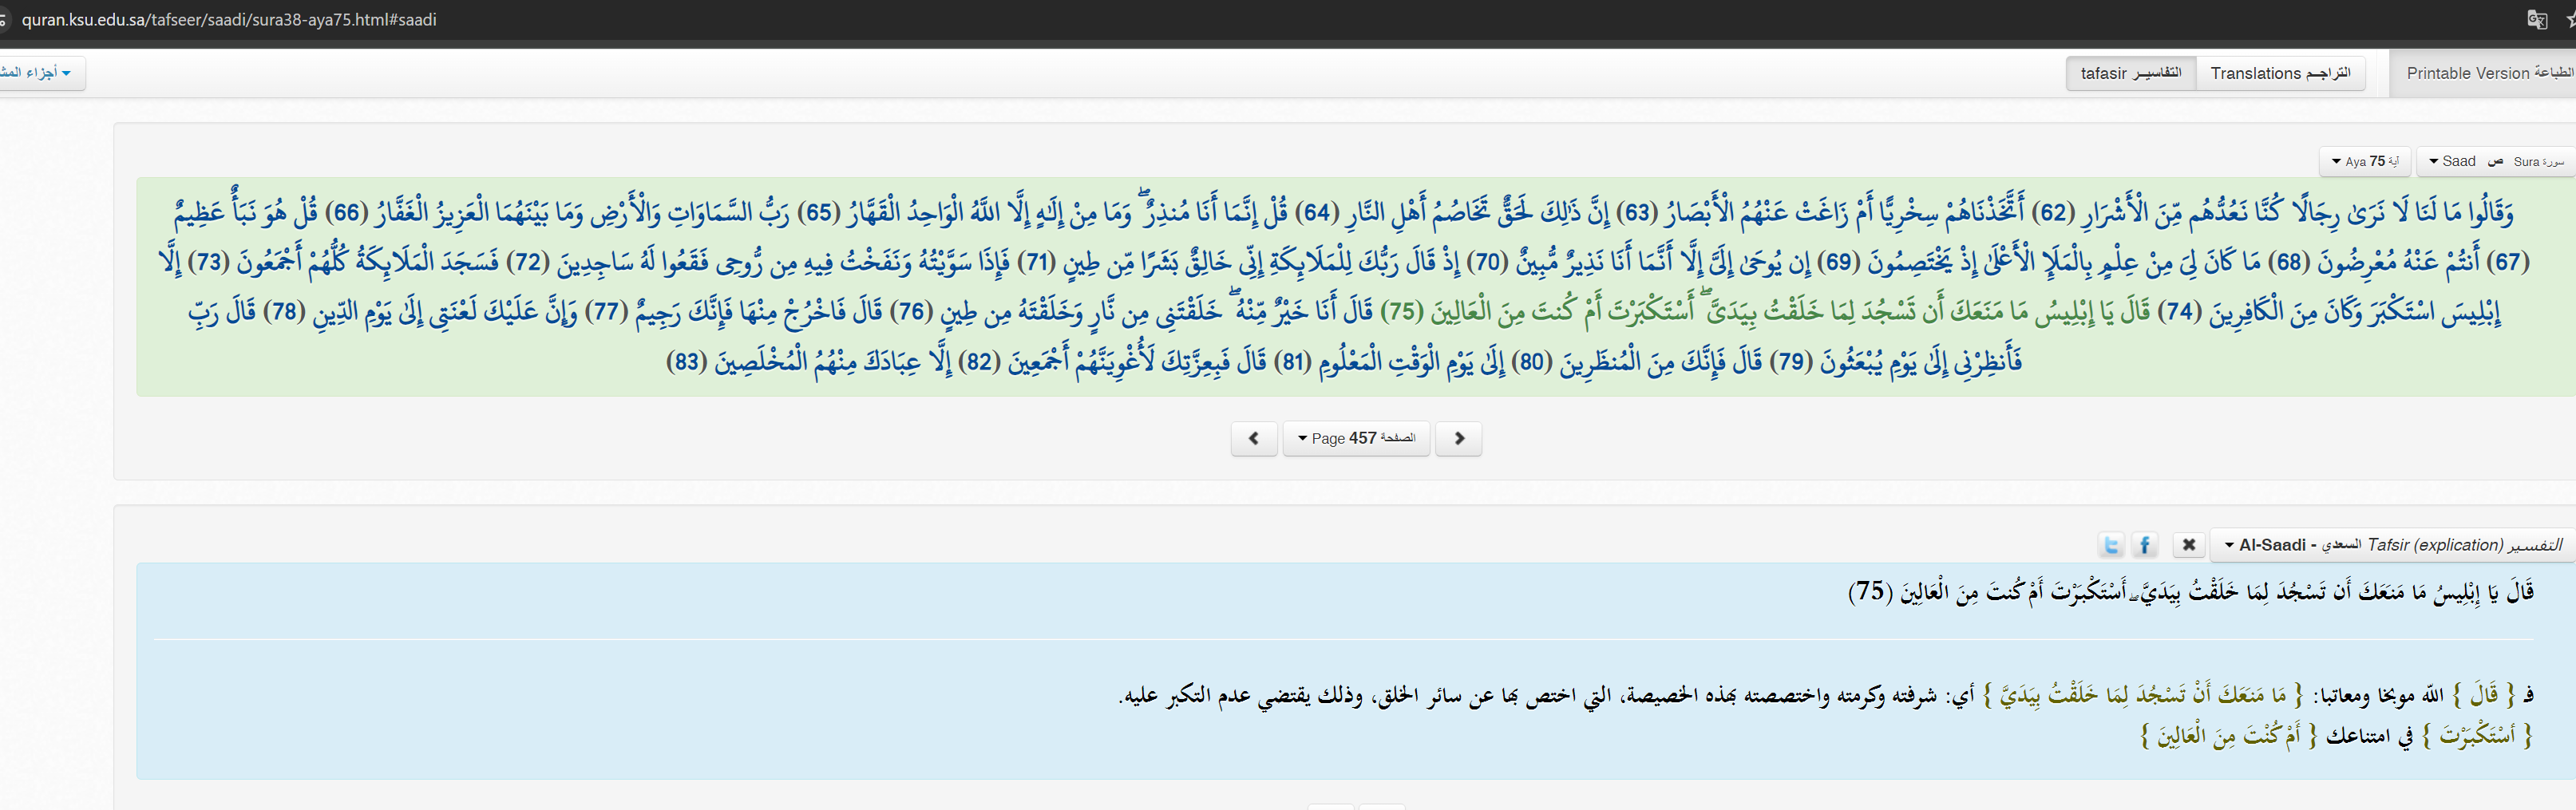 quran.ksu.edu.sa/tafseer/saadi/sura38-aya75.html#saadi
الطباعة Printable Version
التراجـم Translations
التفاسيـر tafasir
أجزاء
سورة Sura ص Saad
آية Aya 75
وَقَالُوا مَا لَنَا لَا نَرَىٰ رِجَالًا كُنَّا نَعُدُّهُم مِّنَ الْأَشْرَارِ (62) أَتَّخَذْنَاهُمْ سِخْرِيًّا أَمْ زَاغَتْ عَنْهُمُ الْأَبْصَارُ (63) إِنَّ ذَٰلِكَ لَحَقٌّ تَخَاصُمُ أَهْلِ النَّارِ (64) قُلْ إِنَّمَا أَنَا مُنذِرٌ ۖ وَمَا مِنْ إِلَٰهٍ إِلَّا اللَّهُ الْوَاحِدُ الْقَهَّارُ (65) رَبُّ السَّمَاوَاتِ وَالْأَرْضِ وَمَا بَيْنَهُمَا الْعَزِيزُ الْغَفَّارُ (66) قُلْ هُوَ نَبَأٌ عَظِيمٌ
(67) أَنتُمْ عَنْهُ مُعْرِضُونَ (68) مَا كَانَ لِيَ مِنْ عِلْمٍ بِالْمَلَإِ الْأَعْلَىٰ إِذْ يَخْتَصِمُونَ (69) إِن يُوحَىٰ إِلَيَّ إِلَّا أَنَّمَا أَنَا نَذِيرٌ مُّبِينٌ (70) إِذْ قَالَ رَبُّكَ لِلْمَلَائِكَةِ إِنِّي خَالِقٌ بَشَرًا مِّن طِينٍ (71) فَإِذَا سَوَّيْتُهُ وَنَفَخْتُ فِيهِ مِن رُّوحِي فَقَعُوا لَهُ سَاجِدِينَ (72) فَسَجَدَ الْمَلَائِكَةُ كُلُّهُمْ أَجْمَعُونَ (73) إِلَّا
إِبْلِيسَ اسْتَكْبَرَ وَكَانَ مِنَ الْكَافِرِينَ (74) قَالَ يَا إِبْلِيسُ مَا مَنَعَكَ أَن تَسْجُدَ لِمَا خَلَقْتُ بِيَدَيَّ ۖ أَسْتَكْبَرْتَ أَمْ كُنتَ مِنَ الْعَالِينَ (75) قَالَ أَنَا خَيْرٌ مِّنْهُ ۖ خَلَقْتَنِي مِن نَّارٍ وَخَلَقْتَهُ مِن طِينٍ (76) قَالَ فَاخْرُجْ مِنْهَا فَإِنَّكَ رَجِيمٌ (77) وَإِنَّ عَلَيْكَ لَعْنَتِي إِلَىٰ يَوْمِ الدِّينِ (78) قَالَ رَبِّ
فَأَنظِرْنِي إِلَىٰ يَوْمِ يُبْعَثُونَ (79) قَالَ فَإِنَّكَ مِنَ الْمُنظَرِينَ (80) إِلَىٰ يَوْمِ الْوَقْتِ الْمَعْلُومِ (81) قَالَ فَبِعِزَّتِكَ لَأُغْوِيَنَّهُمْ أَجْمَعِينَ (82) إِلَّا عِبَادَكَ مِنْهُمُ الْمُخْلَصِينَ (83)
الصفحة Page 457
التفسير Tafsir (explication) السعدي - Al-Saadi
قَالَ يَا إِبْلِيسُ مَا مَنَعَكَ أَن تَسْجُدَ لِمَا خَلَقْتُ بِيَدَيَّ ۖ أَسْتَكْبَرْتَ أَمْ كُنتَ مِنَ الْعَالِينَ (75)
فـ { قَالَ } اللّه موبخا ومعاتبا: { مَا مَنَعَكَ أَنْ تَسْجُدَ لِمَا خَلَقْتُ بِيَدَيَّ } أي: شرفته وكرمته واختصصته بهذه الخصيصة، التي اختص بها عن سائر الخلق، وذلك يقتضي عدم التكبر عليه.
{ أسْتَكْبَرْتَ } في امتناعك { أَمْ كُنْتَ مِنَ الْعَالِينَ }